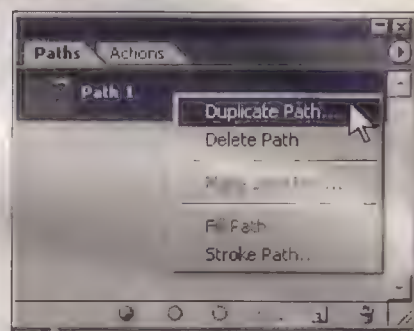 Paths Actions
Path 1
Duplicate Path...
Delete Path
Fill Path
Stroke Path...